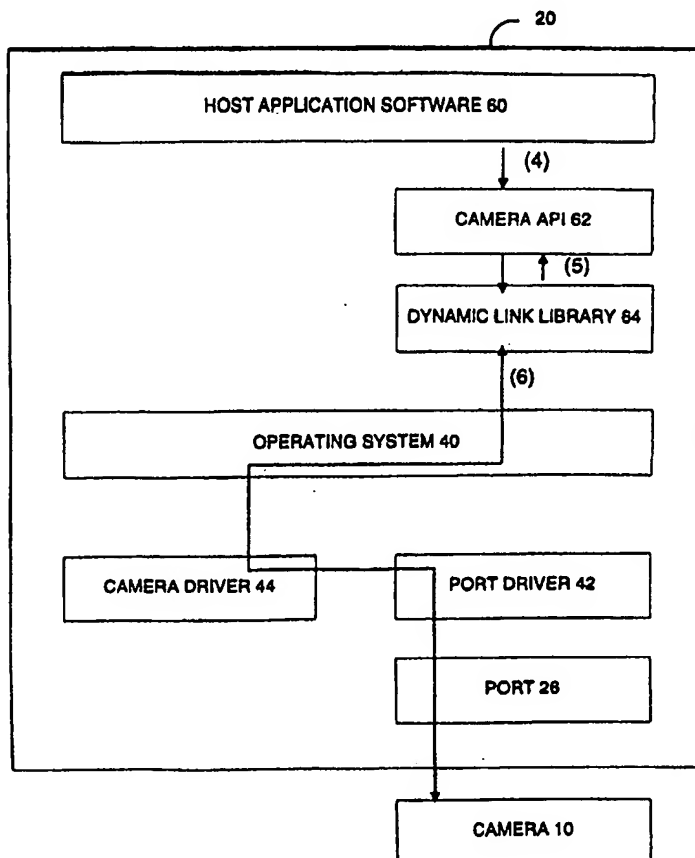 20
HOST APPLICATION SOFTWARE 60
(4)
CAMERA API 62
(5)
DYNAMIC LINK LIBRARY 64
(6)
OPERATING SYSTEM 40
CAMERA DRIVER 44
PORT DRIVER 42
PORT 26
CAMERA 10